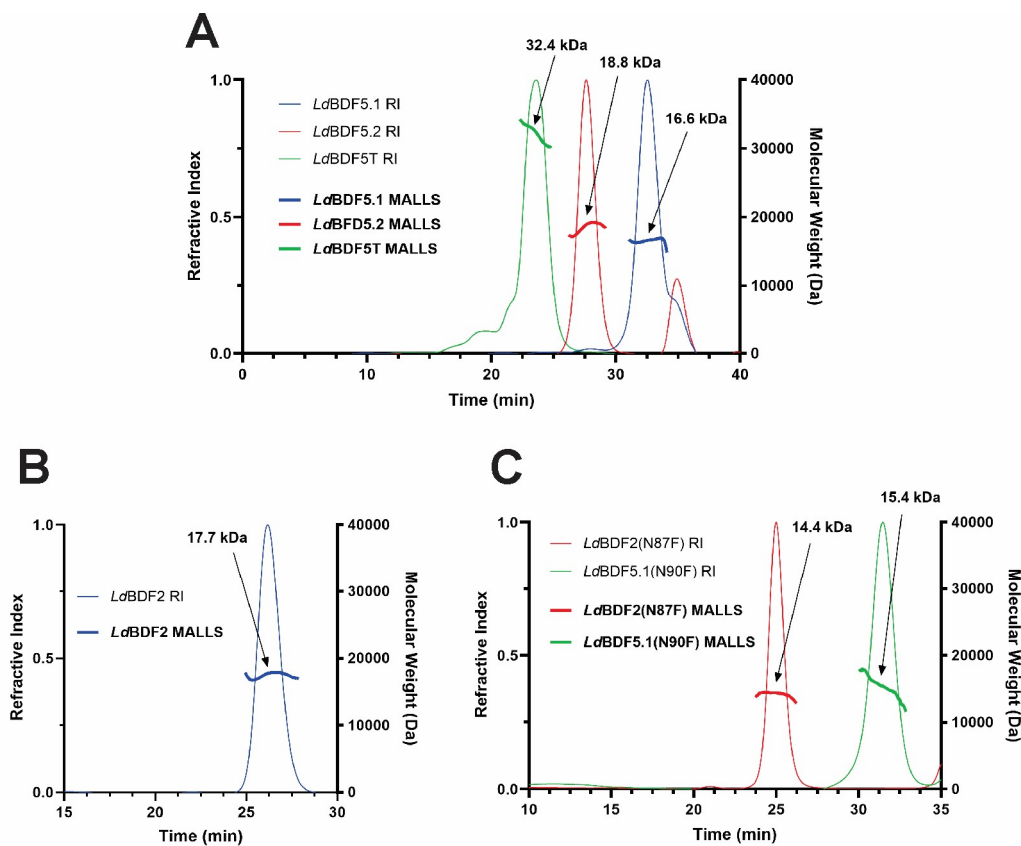 A
32.4 kDa
18.8 kDa
16.6 kDa
1.0
0.5
0.0
Refractive Index
LdBDF5.1 RI
LdBDF5.2 RI
LdBDF5T RI
LdBDF5.1 MALLS
LdBFD5.2 MALLS
LdBDF5T MALLS
40000
30000
20000
10000
0
Molecular Weight (Da)
0 10 20 30 40
Time (min)
B
17.7 kDa
1.0
0.5
0.0
Refractive Index
LdBDF2 RI
LdBDF2 MALLS
40000
30000
20000
10000
0
Molecular Weight (Da)
15 20 25 30
Time (min)
C
15.4 kDa
14.4 kDa
1.0
0.5
0.0
Refractive Index
LdBDF2(N87F) RI
LdBDF5.1(N90F) RI
LdBDF2(N87F) MALLS
LdBDF5.1(N90F) MALLS
40000
30000
20000
10000
0
Molecular Weight (Da)
10 15 20 25 30 35
Time (min)